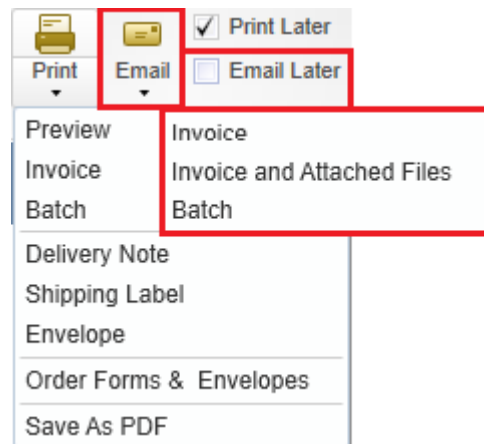 Print Email Print Later
Email Later
Preview
Invoice
Batch
Invoice
Invoice and Attached Files
Batch
Delivery Note
Shipping Label
Envelope
Order Forms & Envelopes
Save As PDF